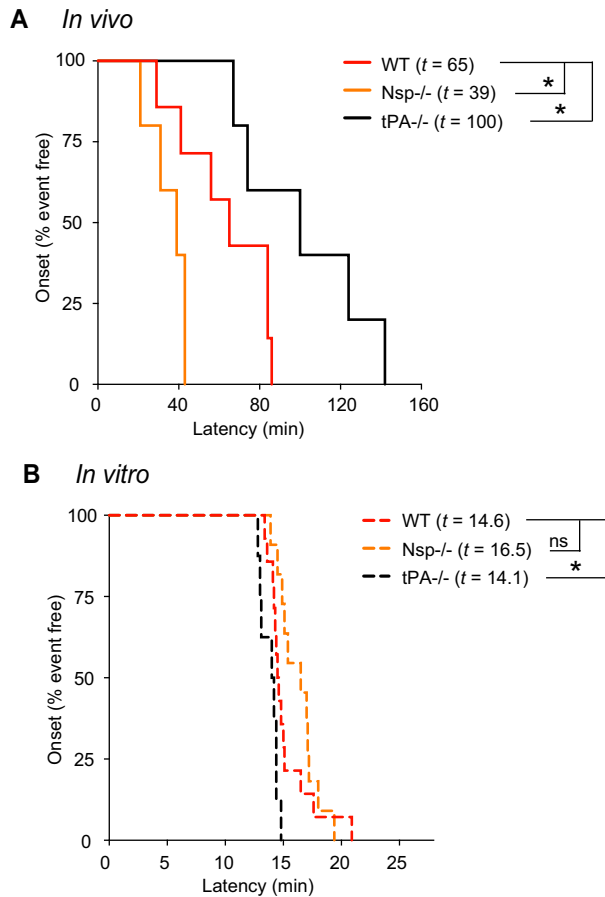 A In vivo
WT (t = 65)
Nsp-/- (t = 39)
tPA-/- (t = 100)
*
*
Onset (% event free)
100
75
50
25
0
0 40 80 120 160
Latency (min)
B In vitro
WT (t = 14.6)
Nsp-/- (t = 16.5)
tPA-/- (t = 14.1)
ns
*
Onset (% event free)
100
75
50
25
0
0 5 10 15 20 25
Latency (min)